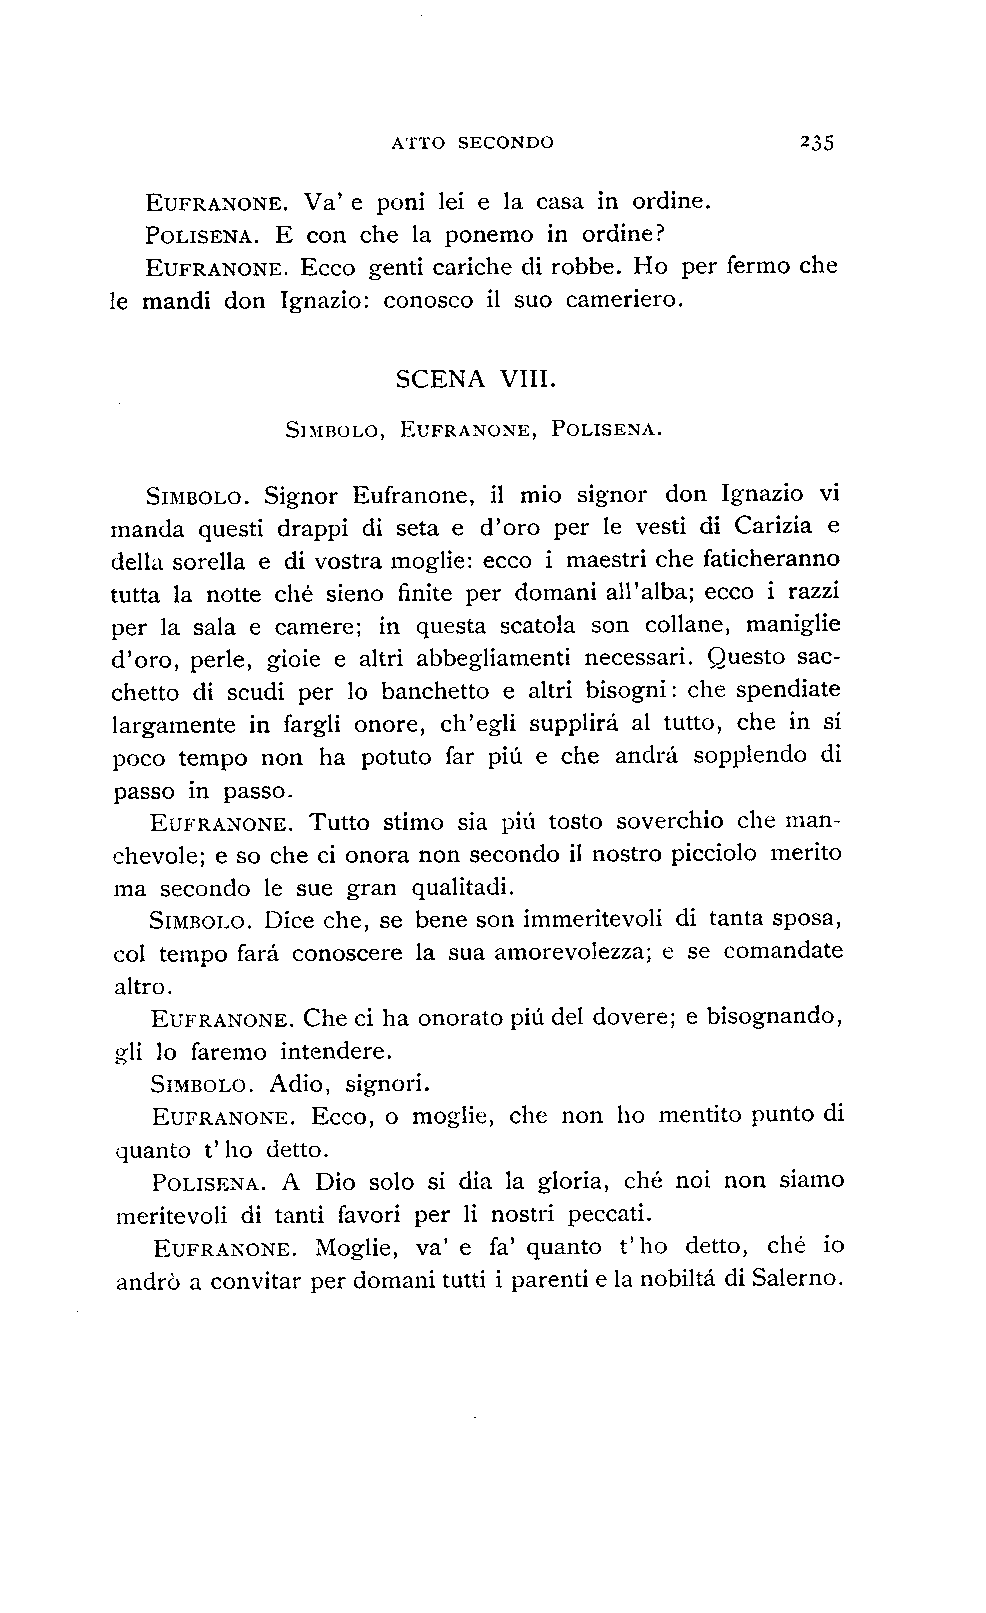 ATTO SECONDO 235
EUFRANONE. Va' e poni lei e la casa in ordine.
POLISENA. E con che la ponemo in ordine?
EUFRANONE. Ecco genti cariche di robbe. Ho per fermo che
le mandi don Ignazio: conosco il suo cameriero.
SCENA VIII.
SIMBOLO, EUFRANONE, POLISENA.
SIMBOLO. Signor Eufranone, il mio signor don Ignazio vi
manda questi drappi di seta e d'oro per le vesti di Carizia e
della sorella e di vostra moglie: ecco i maestri che faticheranno
tutta la notte ché sieno finite per domani all'alba; ecco i razzi
per la sala e camere; in questa scatola son collane, maniglie
d'oro, perle, gioie e altri abbegliamenti necessari. Questo sac-
chetto di scudi per lo banchetto e altri bisogni: che spendiate
largamente in fargli onore, ch'egli supplirá al tutto, che in sí
poco tempo non ha potuto far piú e che andrá sopplendo di
passo in passo.
EUFRANONE. Tutto stimo sia piú tosto soverchio che man-
chevole; e so che ci onora non secondo il nostro picciolo merito
ma secondo le sue gran qualitadi.
SIMBOLO. Dice che, se bene son immeritevoli di tanta sposa,
col tempo fará conoscere la sua amorevolezza; e se comandate
altro.
EUFRANONE. Che ci ha onorato piú del dovere; e bisognando,
gli lo faremo intendere.
SIMBOLO. Adio, signori.
EUFRANONE. Ecco, o moglie, che non ho mentito punto di
quanto t'ho detto.
POLISENA. A Dio solo si dia la gloria, ché noi non siamo
meritevoli di tanti favori per li nostri peccati.
EUFRANONE. Moglie, va' e fa' quanto t'ho detto, ché io
andrò a convitar per domani tutti i parenti e la nobiltá di Salerno.